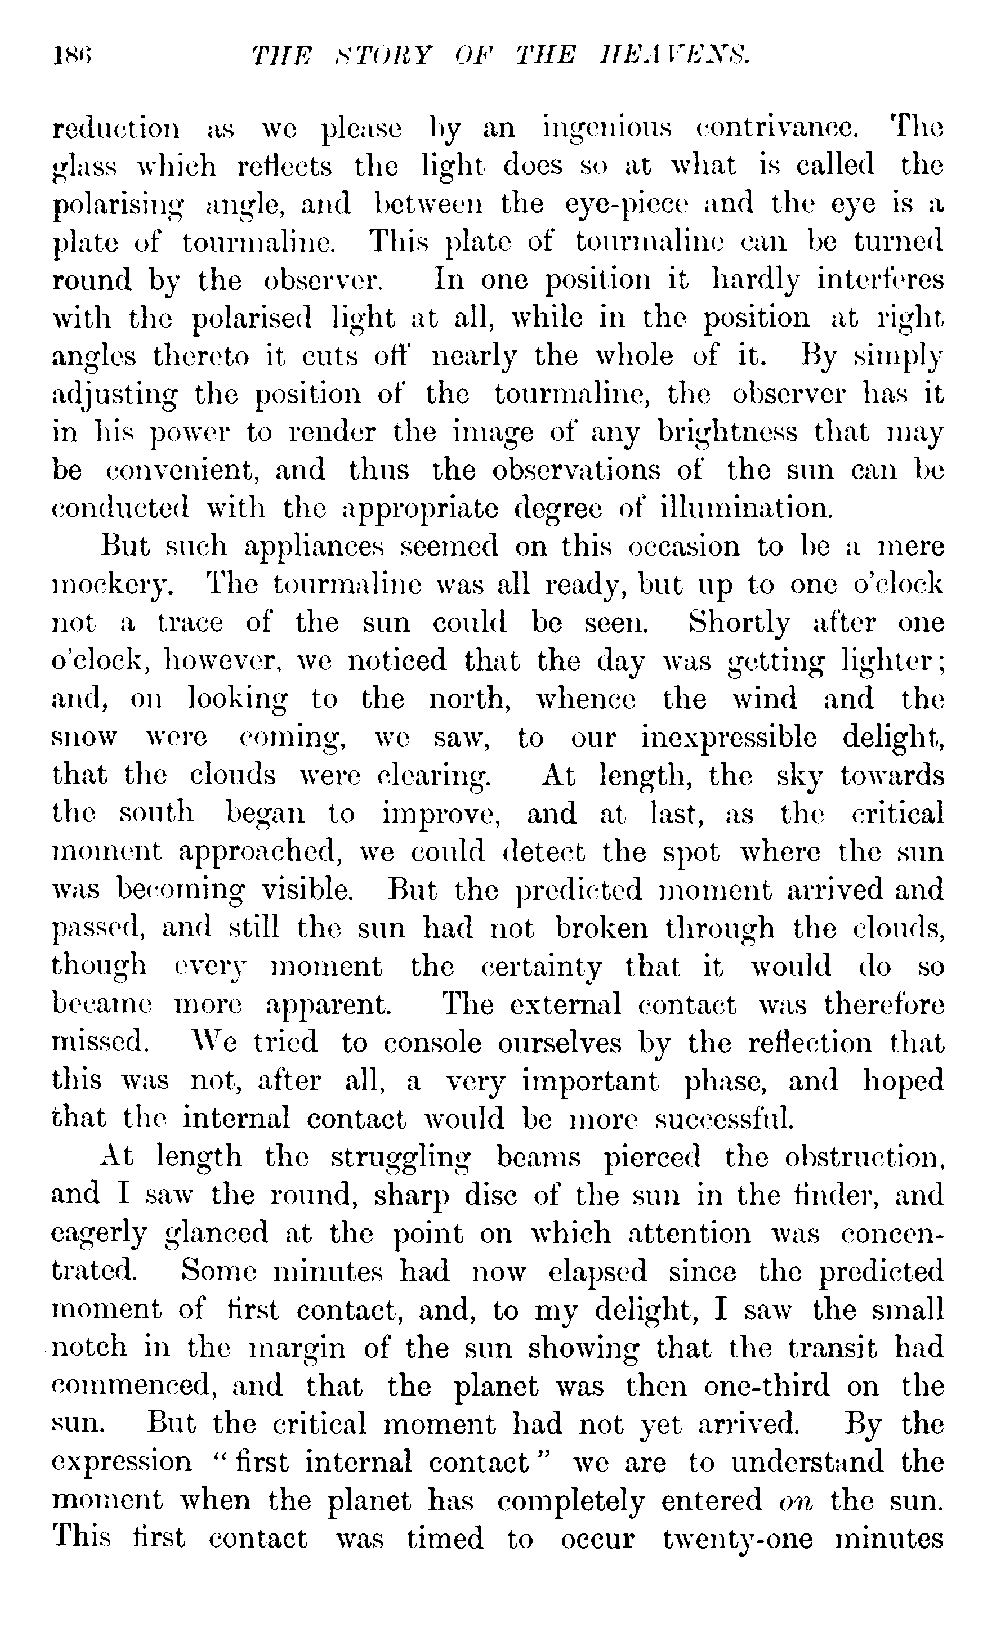 186 THE STORY OF THE HEAVENS.
reduction as we please by an ingenious contrivance. The
glass which reflects the light does so at what is called the
polarising angle, and between the eye-piece and the eye is a
plate of tourmaline. This plate of tourmaline can be turned
round by the observer. In one position it hardly interferes
with the polarised light at all, while in the position at right
angles thereto it cuts off nearly the whole of it. By simply
adjusting the position of the tourmaline, the observer has it
in his power to render the image of any brightness that may
be convenient, and thus the observations of the sun can be
conducted with the appropriate degree of illumination.
But such appliances seemed on this occasion to be a mere
mockery. The tourmaline was all ready, but up to one o'clock
not a trace of the sun could be seen. Shortly after one
o'clock, however, we noticed that the day was getting lighter;
and, on looking to the north, whence the wind and the
snow were coming, we saw, to our inexpressible delight,
that the clouds were clearing. At length, the sky towards
the south began to improve, and at last, as the critical
moment approached, we could detect the spot where the sun
was becoming visible. But the predicted moment arrived and
passed, and still the sun had not broken through the clouds,
though every moment the certainty that it would do so
became more apparent. The external contact was therefore
missed. We tried to console ourselves by the reflection that
this was not, after all, a very important phase, and hoped
that the internal contact would be more successful.
At length the struggling beams pierced the obstruction,
and I saw the round, sharp disc of the sun in the finder, and
eagerly glanced at the point on which attention was concen-
trated. Some minutes had now elapsed since the predicted
moment of first contact, and, to my delight, I saw the small
notch in the margin of the sun showing that the transit had
commenced, and that the planet was then one-third on the
sun. But the critical moment had not yet arrived. By the
expression "first internal contact" we are to understand the
moment when the planet has completely entered on the sun.
This first contact was timed to occur twenty-one minutes